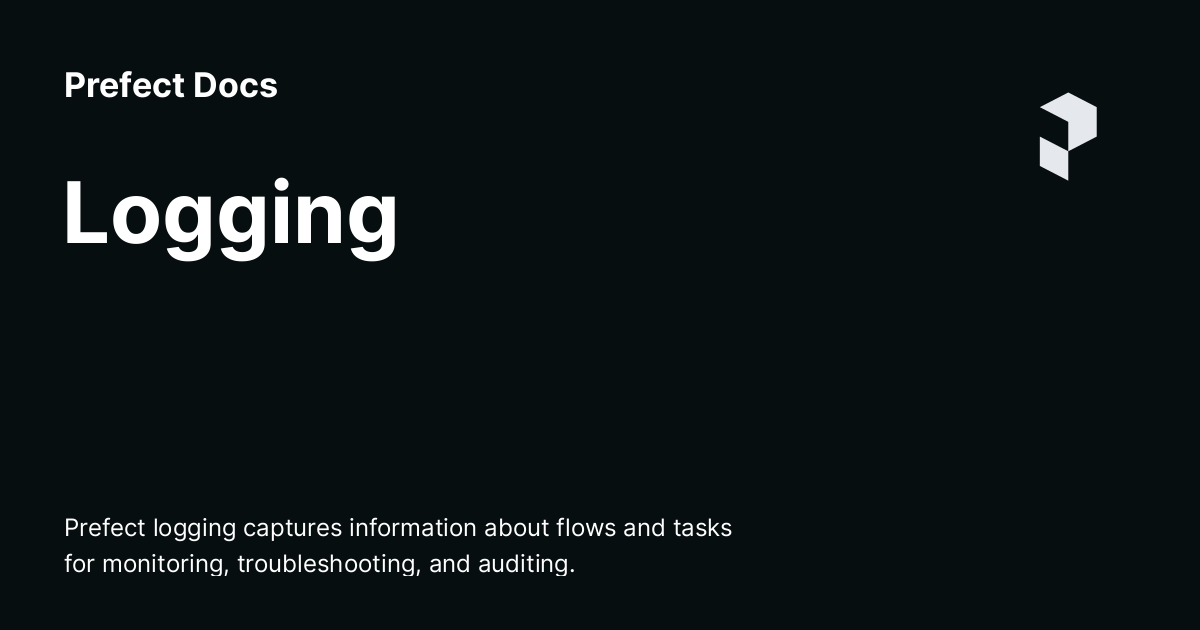 Prefect Docs
Logging
Prefect logging captures information about flows and tasks
for monitoring, troubleshooting, and auditing.